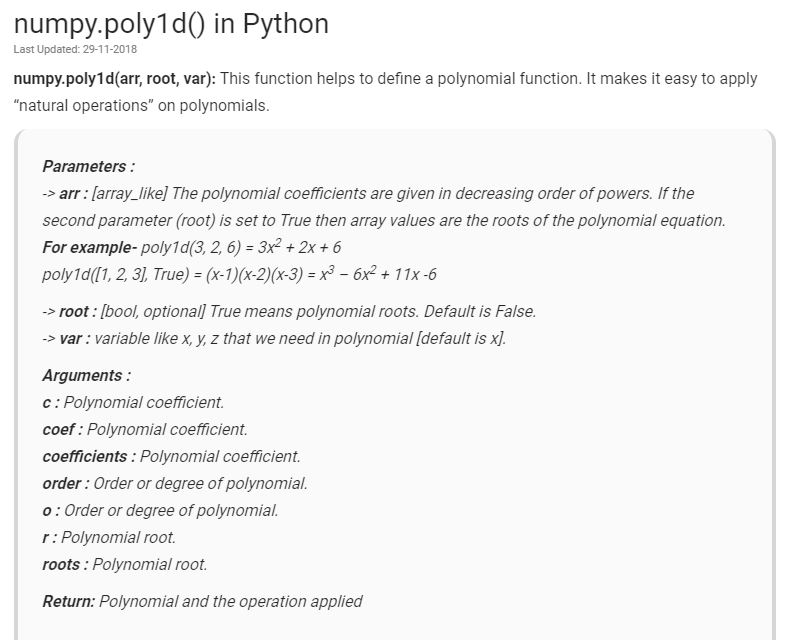 numpy.poly1d() in Python
Last Updated: 29-11-2018
numpy.poly1d(arr, root, var): This function helps to define a polynomial function. It makes it easy to apply
“natural operations” on polynomials.
Parameters :
-> arr : [array_like] The polynomial coefficients are given in decreasing order of powers. If the
second parameter (root) is set to True then array values are the roots of the polynomial equation.
For example- poly1d(3, 2, 6) = 3x² + 2x + 6
poly1d([1, 2, 3], True) = (x-1)(x-2)(x-3) = x³ – 6x² + 11x -6
-> root : [bool, optional] True means polynomial roots. Default is False.
-> var : variable like x, y, z that we need in polynomial [default is x].
Arguments :
c : Polynomial coefficient.
coef : Polynomial coefficient.
coefficients : Polynomial coefficient.
order : Order or degree of polynomial.
o : Order or degree of polynomial.
r : Polynomial root.
roots : Polynomial root.
Return: Polynomial and the operation applied